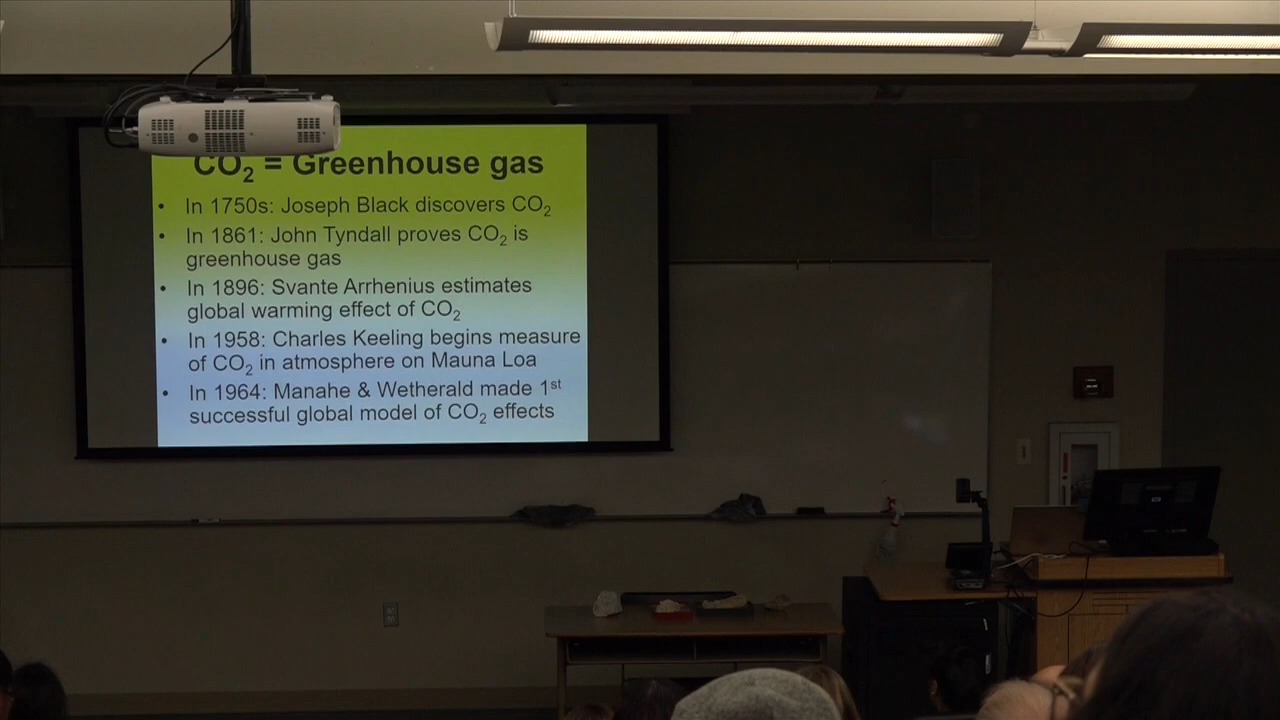 CO₂ = Greenhouse gas
• In 1750s: Joseph Black discovers CO₂
• In 1861: John Tyndall proves CO₂ is
greenhouse gas
• In 1896: Svante Arrhenius estimates
global warming effect of CO₂
• In 1958: Charles Keeling begins measure
of CO₂ in atmosphere on Mauna Loa
• In 1964: Manahe & Wetherald made 1st
successful global model of CO₂ effects